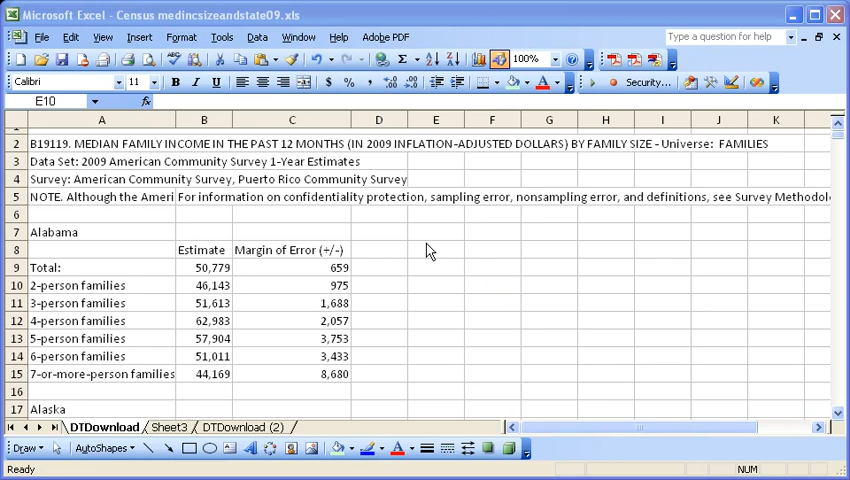 Microsoft Excel - Census medincsizeandstate09.xls
File Edit View Insert Format Tools Data Window Help Adobe PDF Type a question for help
100%
Calibri 11 B I U $ % Security...
E10 fx
A B C D E F G H I J K
2 B19119. MEDIAN FAMILY INCOME IN THE PAST 12 MONTHS (IN 2009 INFLATION-ADJUSTED DOLLARS) BY FAMILY SIZE - Universe: FAMILIES
3 Data Set: 2009 American Community Survey 1-Year Estimates
4 Survey: American Community Survey, Puerto Rico Community Survey
5 NOTE. Although the Ameri For information on confidentiality protection, sampling error, nonsampling error, and definitions, see Survey Methodolo
6
7 Alabama
8 Estimate Margin of Error (+/-)
9 Total: 50,779 659
10 2-person families 46,143 975
11 3-person families 51,613 1,688
12 4-person families 62,983 2,057
13 5-person families 57,904 3,753
14 6-person families 51,011 3,433
15 7-or-more-person families 44,169 8,680
16
17 Alaska
DTDownload Sheet3 DTDownload (2)
Draw AutoShapes
Ready NUM